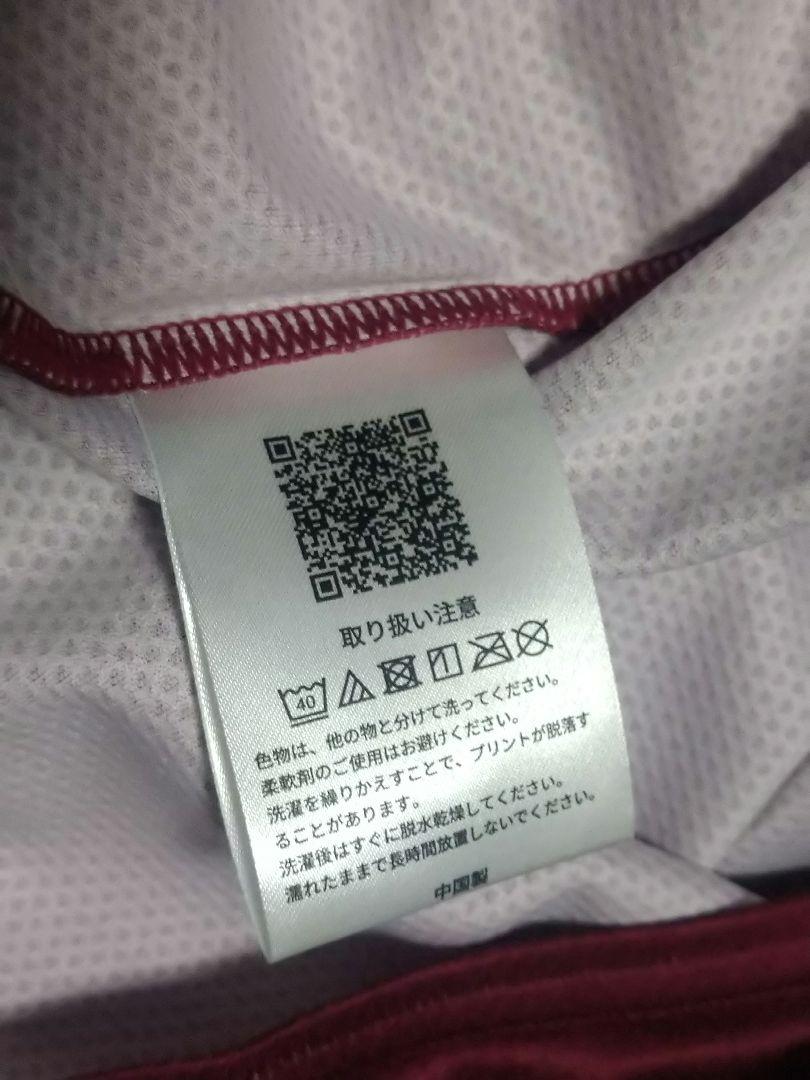 取り扱い注意
40
色物は、他の物と分けて洗ってください。
柔軟剤のご使用はお避けください。
洗濯を繰りかえすことで、プリントが脱落す
ることがあります。
洗濯後はすぐに脱水乾燥してください。
濡れたままで長時間放置しないでください。
中国製